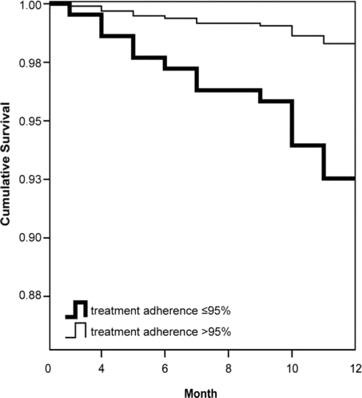 1.00
0.98
0.95
0.93
0.90
0.88
Cumulative Survival
treatment adherence ≤95%
treatment adherence >95%
0 4 6 8 10 12
Month